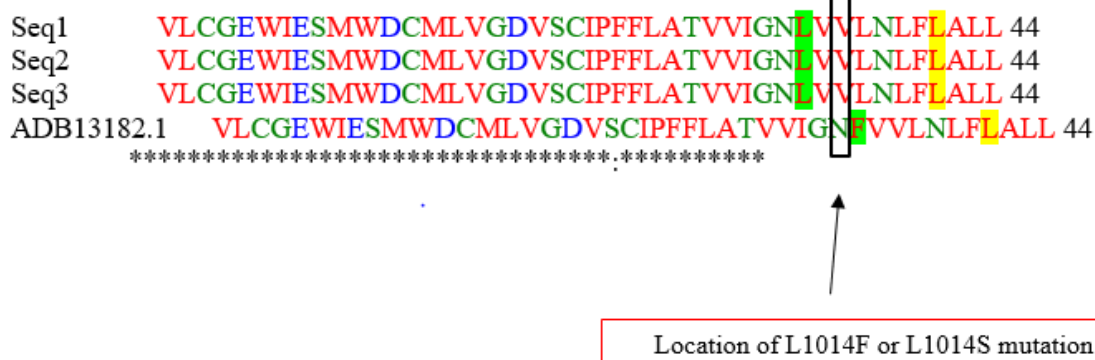 Seq1 VLCGEWIESMWDCMLVGDVSCIPFFLATVVIGNLVVLNLFLALL 44
Seq2 VLCGEWIESMWDCMLVGDVSCIPFFLATVVIGNLVVLNLFLALL 44
Seq3 VLCGEWIESMWDCMLVGDVSCIPFFLATVVIGNLVVLNLFLALL 44
ADB13182.1 VLCGEWIESMWDCMLVGDVSCIPFFLATVVIGNFVVLNLFLALL 44
*********************************:**********
Location of L1014F or L1014S mutation